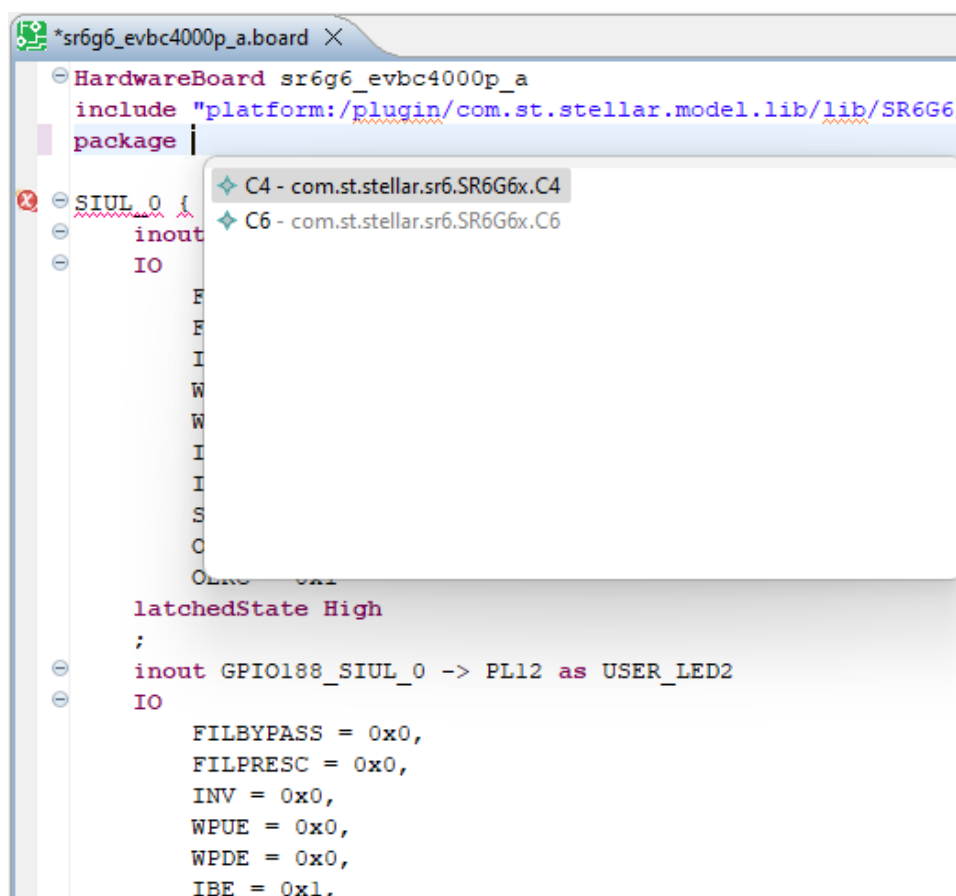 *sr6g6_evbc4000p_a.board
HardwareBoard sr6g6_evbc4000p_a
include "platform:/plugin/com.st.stellar.model.lib/lib/SR6G6
package
C4 - com.st.stellar.sr6.SR6G6x.C4
C6 - com.st.stellar.sr6.SR6G6x.C6
SIUL_0 {
inout
IO
F
F
I
W
W
I
I
S
O
latchedState High
;
inout GPIO188_SIUL_0 -> PL12 as USER_LED2
IO
FILBYPASS = 0x0,
FILPRESC = 0x0,
INV = 0x0,
WPUE = 0x0,
WPDE = 0x0,
IBE = 0x1,